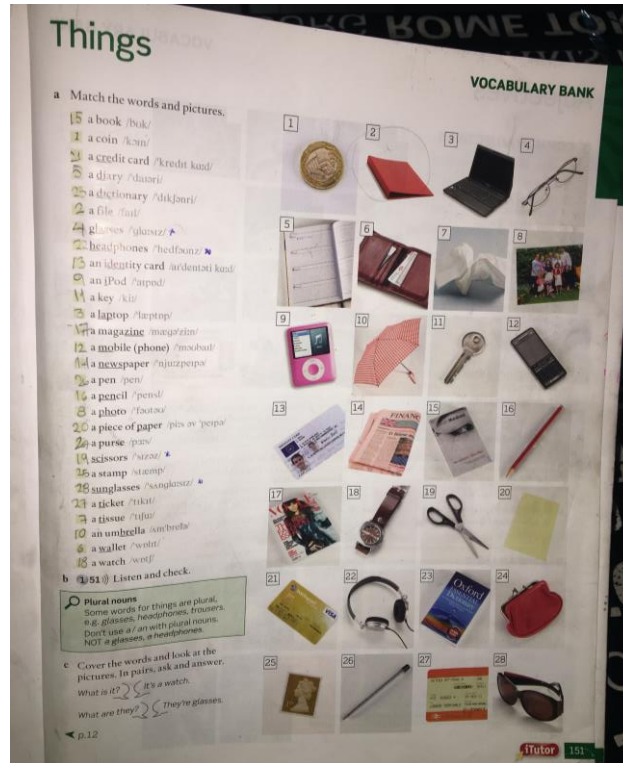 Things
VOCABULARY BANK
a Match the words and pictures.
15 a book /bʊk/
1 a coin /kɔɪn/
21 a credit card /ˈkredɪt kɑːd/
5 a diary /ˈdaɪəri/
23 a dictionary /ˈdɪkʃənri/
2 a file /faɪl/
4 glasses /ˈɡlɑːsɪz/ *
22 headphones /ˈhedfəʊnz/ *
13 an identity card /aɪˈdentəti kɑːd/
9 an iPod /ˈaɪpɒd/
11 a key /kiː/
3 a laptop /ˈlæptɒp/
17 a magazine /mæɡəˈziːn/
12 a mobile (phone) /ˈməʊbaɪl/
14 a newspaper /ˈnjuːzpeɪpə/
26 a pen /pen/
16 a pencil /ˈpensl/
8 a photo /ˈfəʊtəʊ/
20 a piece of paper /piːs əv ˈpeɪpə/
24 a purse /pɜːs/
19 scissors /ˈsɪzəz/ *
25 a stamp /stæmp/
28 sunglasses /ˈsʌnɡlɑːsɪz/ *
27 a ticket /ˈtɪkɪt/
7 a tissue /ˈtɪʃuː/
10 an umbrella /ʌmˈbrelə/
6 a wallet /ˈwɒlɪt/
18 a watch /wɒtʃ/
b 1 51)) Listen and check.
Plural nouns
Some words for things are plural,
e.g. glasses, headphones, trousers.
Don't use a / an with plural nouns.
NOT a glasses, a headphones.
c Cover the words and look at the
pictures. In pairs, ask and answer.
What is it? It's a watch.
What are they? They're glasses.
p.12
1
2
3
4
5
6
7
8
9
10
11
12
13
14
FINANC
15
16
17
VOGUE
18
19
20
21
VISA
22
23
Oxford
24
25
26
27
28
iTutor 151